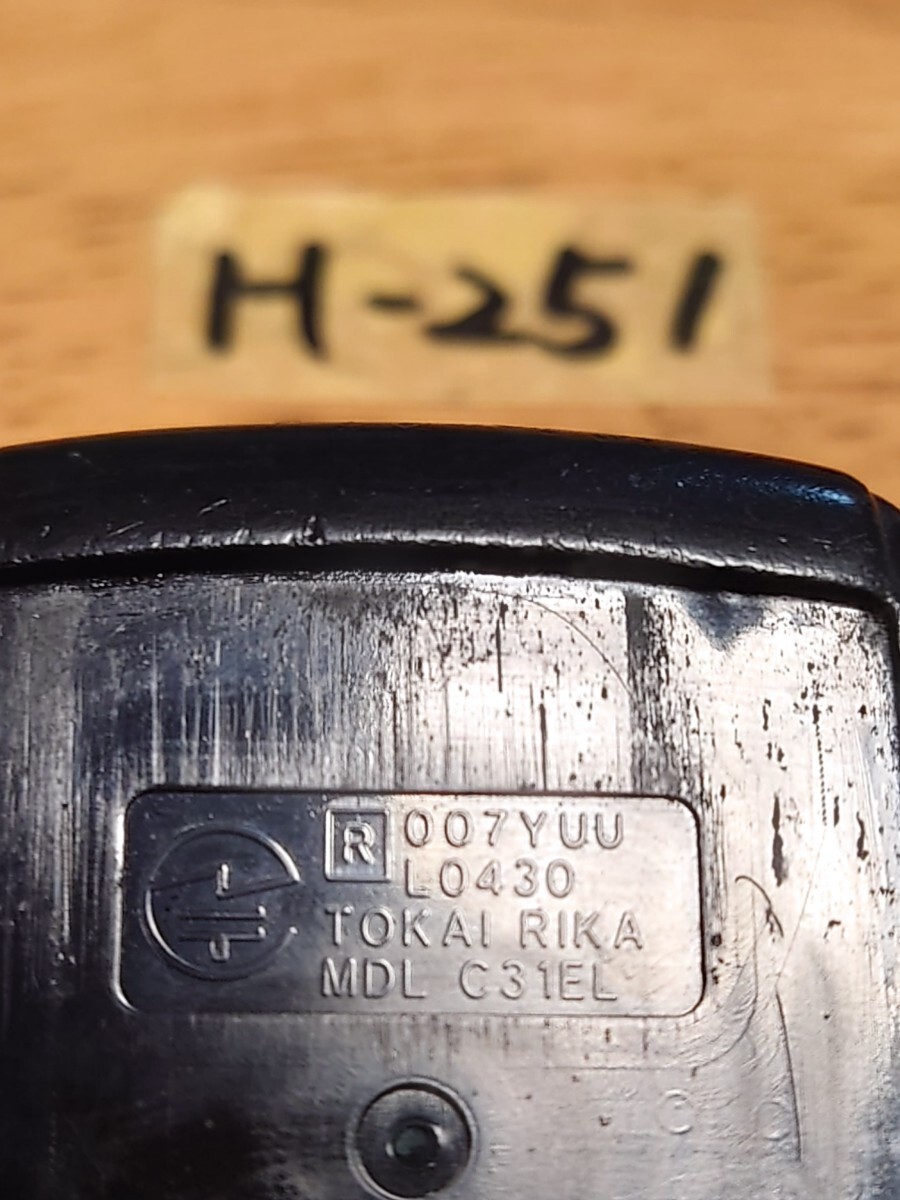 H-251
R 007YUU
L0430
TOKAI RIKA
MDL C31EL